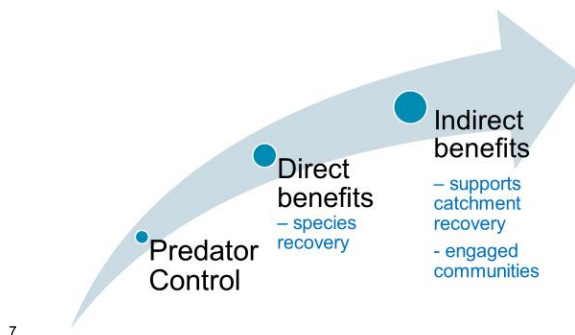 Predator
Control
Direct
benefits
– species
recovery
Indirect
benefits
– supports
catchment
recovery
- engaged
communities
7